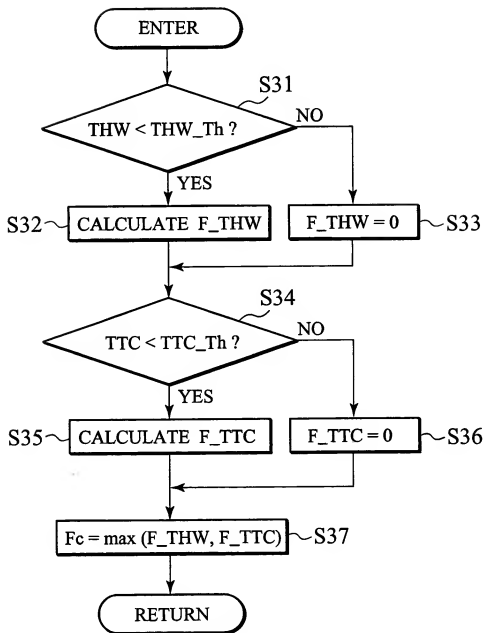 ENTER
S31
THW < THW_Th ?
NO
YES
S32
CALCULATE F_THW
F_THW = 0
S33
S34
TTC < TTC_Th ?
NO
YES
S35
CALCULATE F_TTC
F_TTC = 0
S36
Fc = max (F_THW, F_TTC)
S37
RETURN